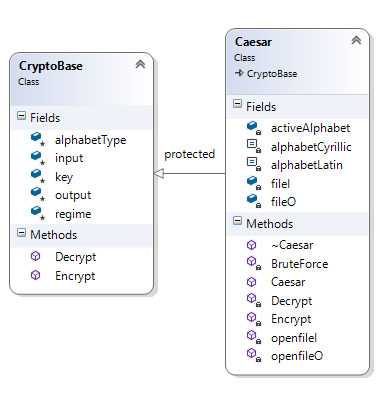 CryptoBase
Class
Fields
alphabetType
input
key
output
regime
Methods
Decrypt
Encrypt
protected
Caesar
Class
CryptoBase
Fields
activeAlphabet
alphabetCyrillic
alphabetLatin
fileI
fileO
Methods
~Caesar
BruteForce
Caesar
Decrypt
Encrypt
openfileI
openfileO